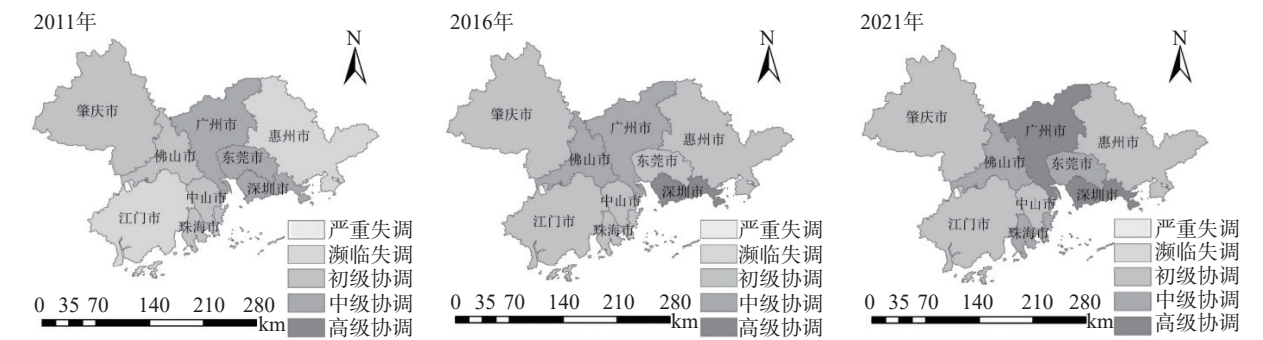 2011年
N
肇庆市
广州市
惠州市
佛山市
东莞市
深圳市
中山市
江门市
珠海市
严重失调
濒临失调
初级协调
中级协调
高级协调
0 35 70 140 210 280
km
2016年
N
肇庆市
广州市
惠州市
佛山市
东莞市
深圳市
中山市
江门市
珠海市
严重失调
濒临失调
初级协调
中级协调
高级协调
0 35 70 140 210 280
km
2021年
N
肇庆市
广州市
惠州市
佛山市
东莞市
深圳市
中山市
江门市
珠海市
严重失调
濒临失调
初级协调
中级协调
高级协调
0 35 70 140 210 280
km